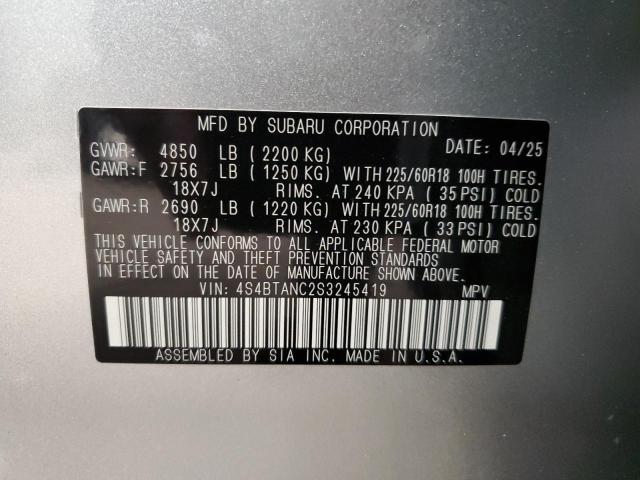 MFD BY SUBARU CORPORATION DATE: 04/25
GVWR: 4850 LB (2200 KG)
GAWR:F 2756 LB (1250 KG) WITH 225/60R18 100H TIRES.
18X7J RIMS. AT 240 KPA (35 PSI) COLD
GAWR:R 2690 LB (1220 KG) WITH 225/60R18 100H TIRES.
18X7J RIMS. AT 230 KPA (33 PSI) COLD
THIS VEHICLE CONFORMS TO ALL APPLICABLE FEDERAL MOTOR
VEHICLE SAFETY AND THEFT PREVENTION STANDARDS
IN EFFECT ON THE DATE OF MANUFACTURE SHOWN ABOVE.
VIN: 4S4BTANC2S3245419 MPV
ASSEMBLED BY SIA INC. MADE IN U.S.A.